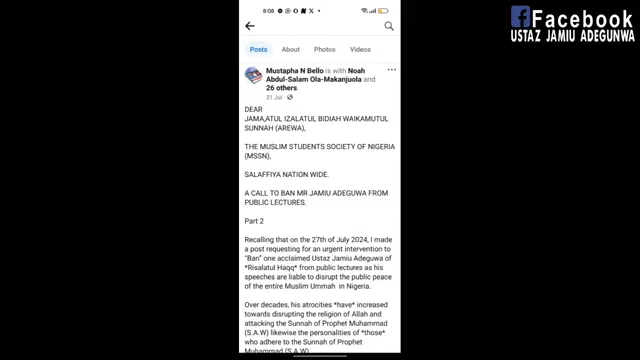 8:08
Facebook
USTAZ JAMIU ADEGUNWA
Posts About Photos Videos
Mustapha N Bello is with Noah
Abdul-Salam Ola-Makanjuola and
26 others.
31 Jul
DEAR
JAMA,ATUL IZALATUL BIDIAH WAIKAMUTUL
SUNNAH (AREWA),
THE MUSLIM STUDENTS SOCIETY OF NIGERIA
(MSSN),
SALAFFIYA NATION WIDE.
A CALL TO BAN MR JAMIU ADEGUWA FROM
PUBLIC LECTURES.
Part 2
Recalling that on the 27th of July 2024, I made
a post requesting for an urgent intervention to
“Ban” one acclaimed Ustaz Jamiu Adeguwa of
*Risalatul Haqq* from public lectures as his
speeches are liable to disrupt the public peace
of the entire Muslim Ummah in Nigeria.
Over decades, his atrocities *have* increased
towards disrupting the religion of Allah and
attacking the Sunnah of Prophet Muhammad
(S.A.W) likewise the personalities of *those*
who adhere to the Sunnah of Prophet
Muhammad (S.A.W)